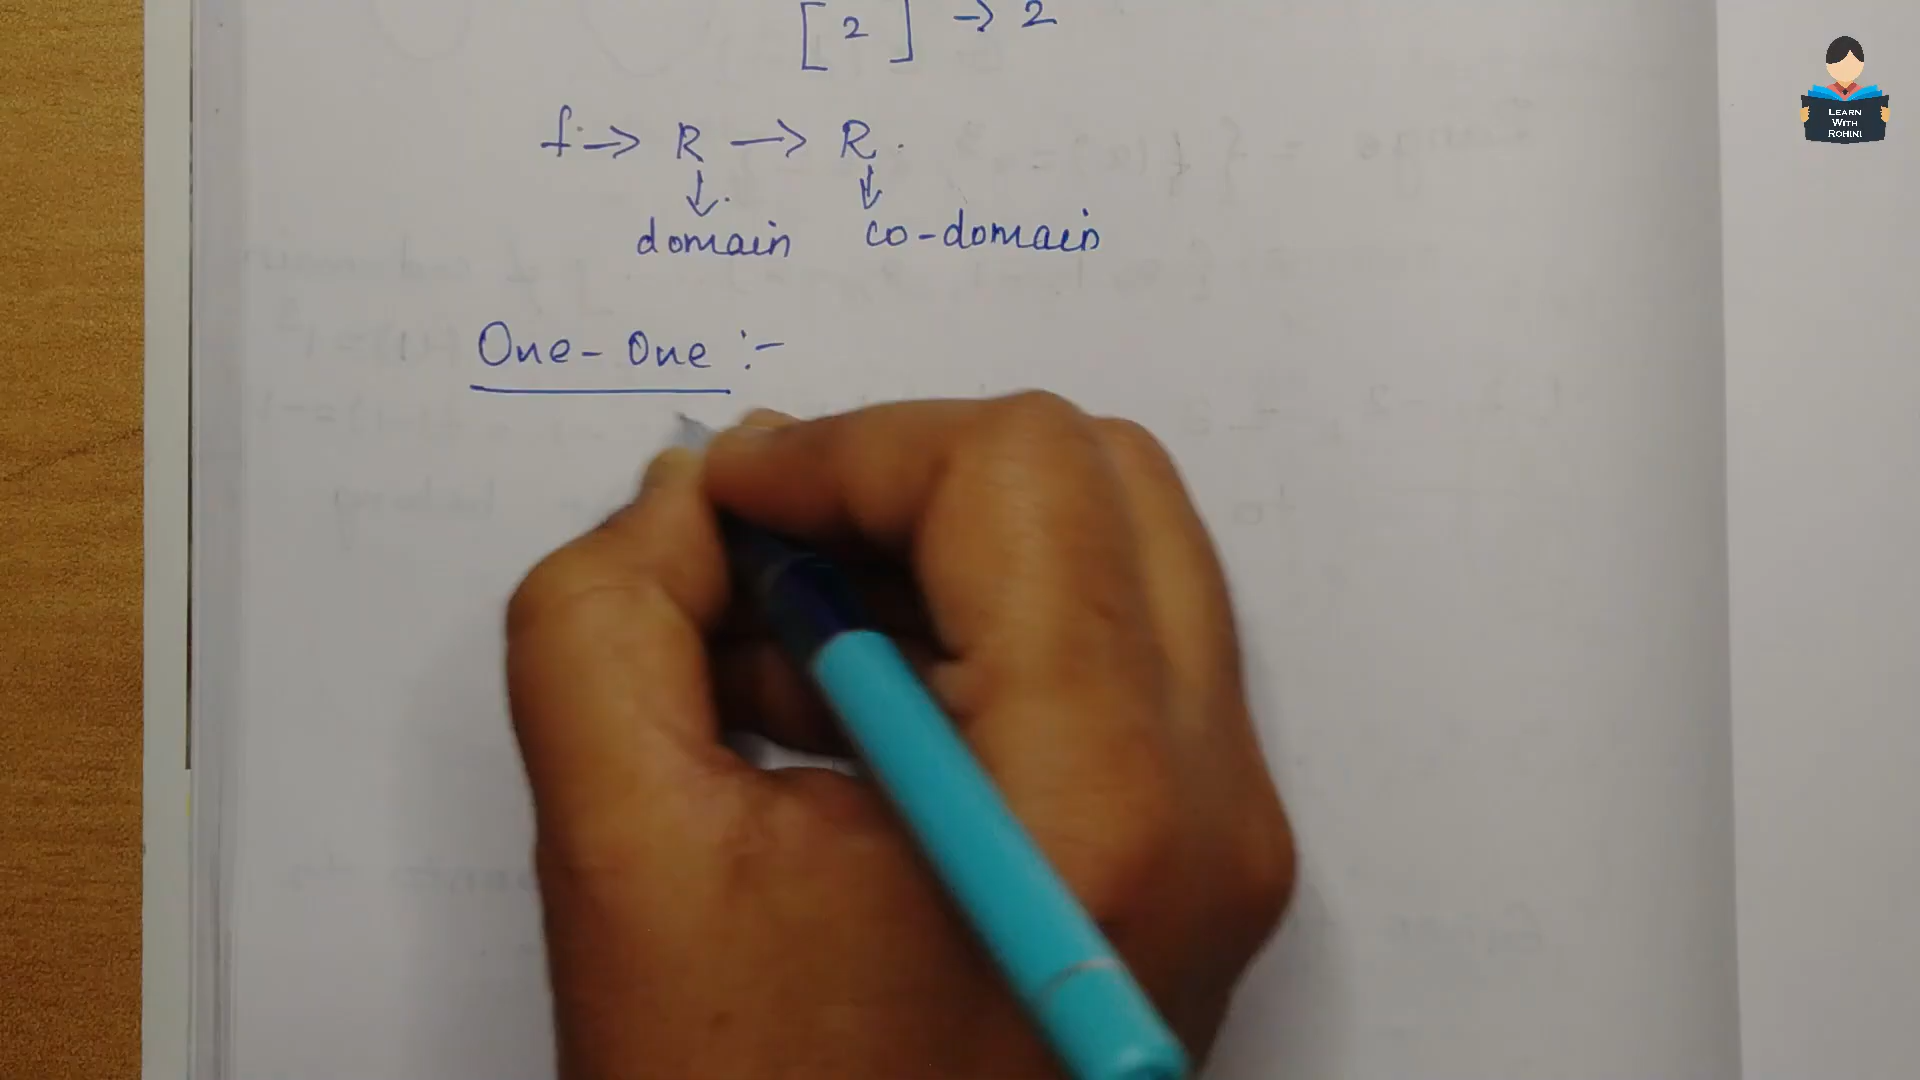 [ 2 ] → 2
f → R → R.
↓ ↓
domain co-domain
One-One :-
LEARN
WITH
ROHINI